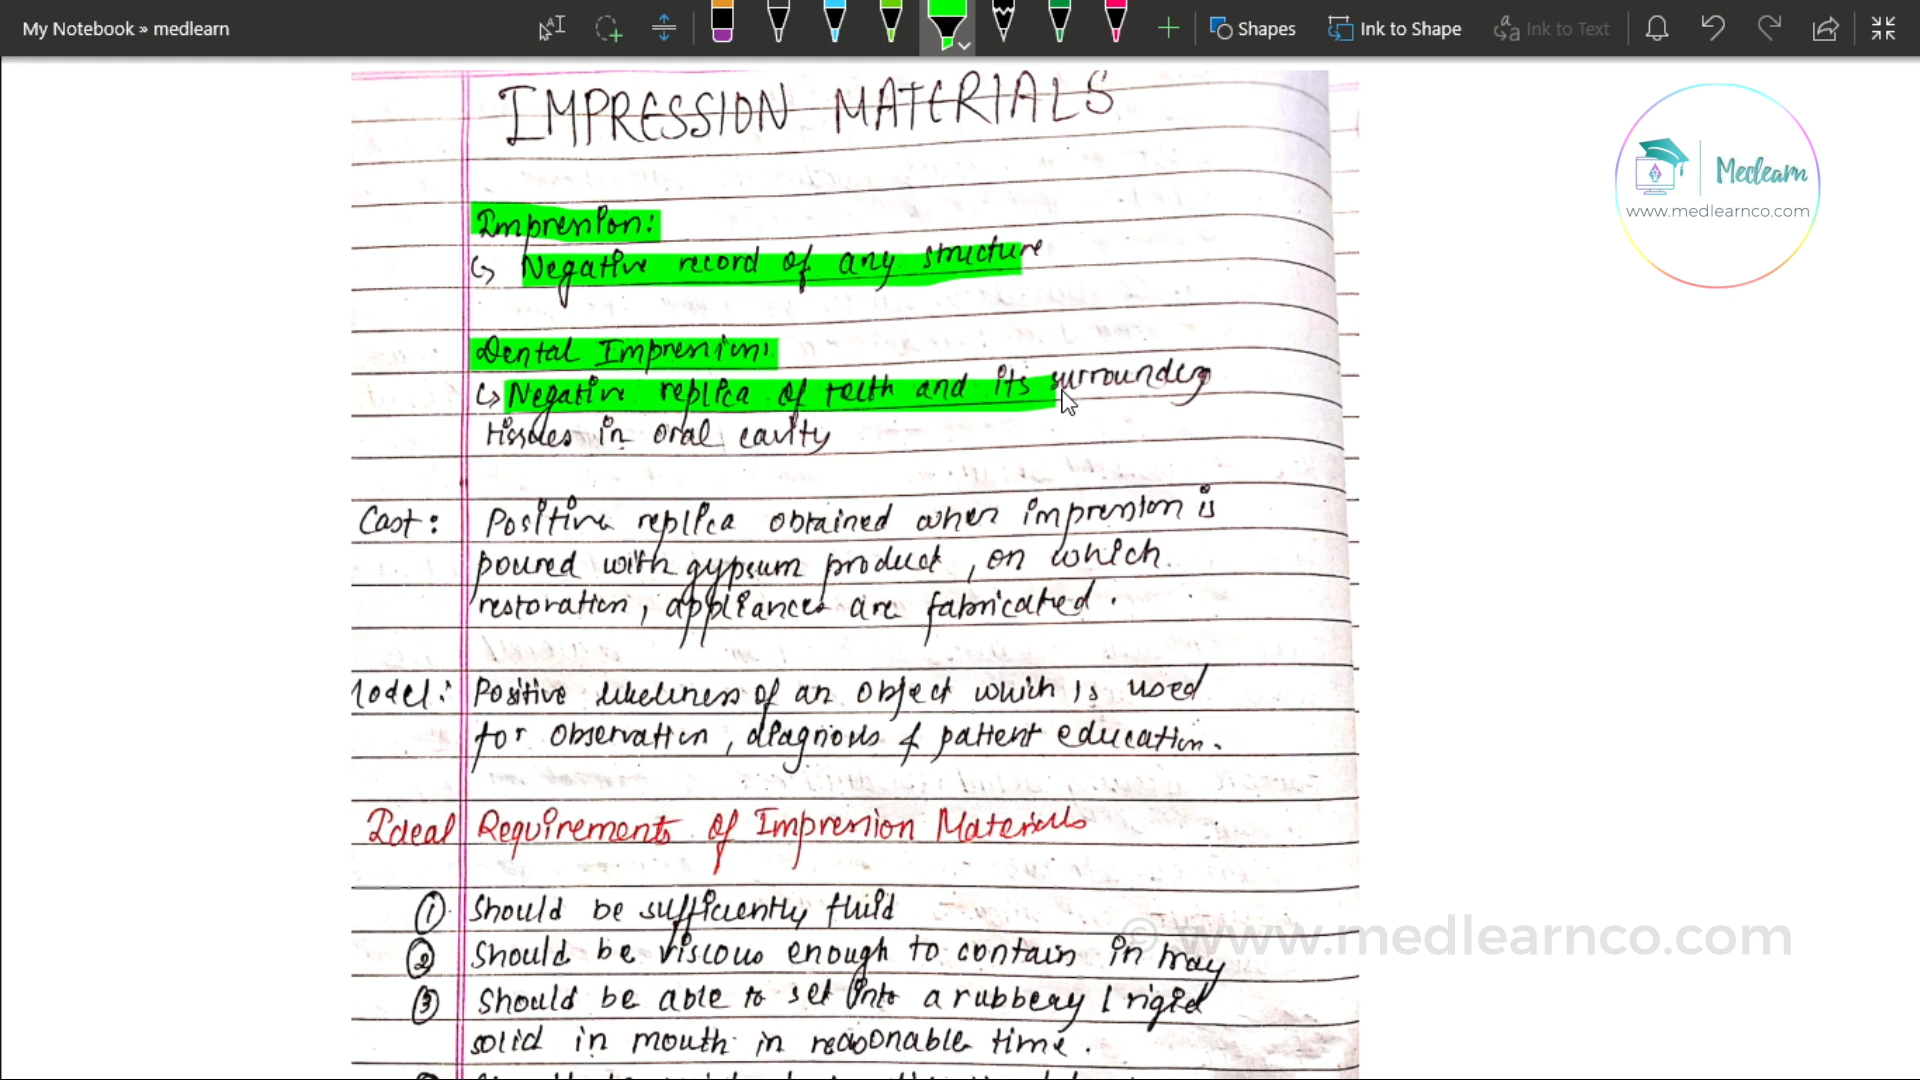 My Notebook » medlearn
Shapes
Ink to Shape
Ink to Text
IMPRESSION MATERIALS
Medlearn
www.medlearnco.com
Impression:
↳ Negative record of any structure
Dental Impression:
↳ Negative replica of teeth and its surrounding
tissues in oral cavity
Cast: Positive replica obtained when impression is
poured with gypsum product, on which
restoration, appliances are fabricated.
Model: Positive likeliness of an object which is used
for observation, diagnosis & patient education.
Ideal Requirements of Impression Materials
① Should be sufficiently fluid
② Should be viscous enough to contain in tray
③ Should be able to set into a rubbery / rigid
solid in mouth in reasonable time.
© www.medlearnco.com